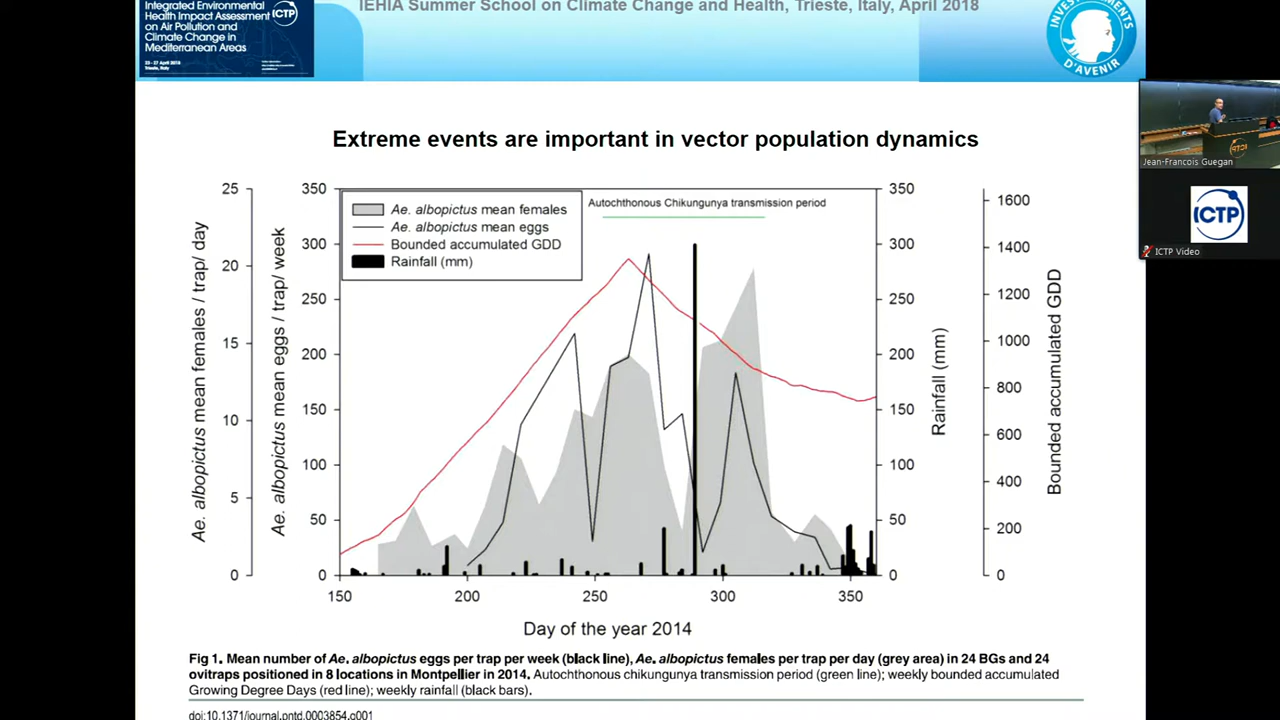 Integrated Environmental
Health Impact Assessment
on Air Pollution and
Climate Change in
Mediterranean Areas
23 - 27 April 2018
Trieste, Italy
ICTP
IEHIA Summer School on Climate Change and Health, Trieste, Italy, April 2018
INVESTISSEMENTS
D'AVENIR
Extreme events are important in vector population dynamics
Ae. albopictus mean females
Ae. albopictus mean eggs
Bounded accumulated GDD
Rainfall (mm)
Autochthonous Chikungunya transmission period
25
20
15
10
5
0
Ae. albopictus mean females / trap/ day
350
300
250
200
150
100
50
0
Ae. albopictus mean eggs / trap/ week
350
300
250
200
150
100
50
0
Rainfall (mm)
1600
1400
1200
1000
800
600
400
200
0
Bounded accumulated GDD
150 200 250 300 350
Day of the year 2014
Fig 1. Mean number of Ae. albopictus eggs per trap per week (black line), Ae. albopictus females per trap per day (grey area) in 24 BGs and 24
ovitraps positioned in 8 locations in Montpellier in 2014. Autochthonous chikungunya transmission period (green line); weekly bounded accumulated
Growing Degree Days (red line); weekly rainfall (black bars).
doi:10.1371/journal.pntd.0003854.g001
ICTP
Jean-Francois Guegan
ICTP
ICTP Video